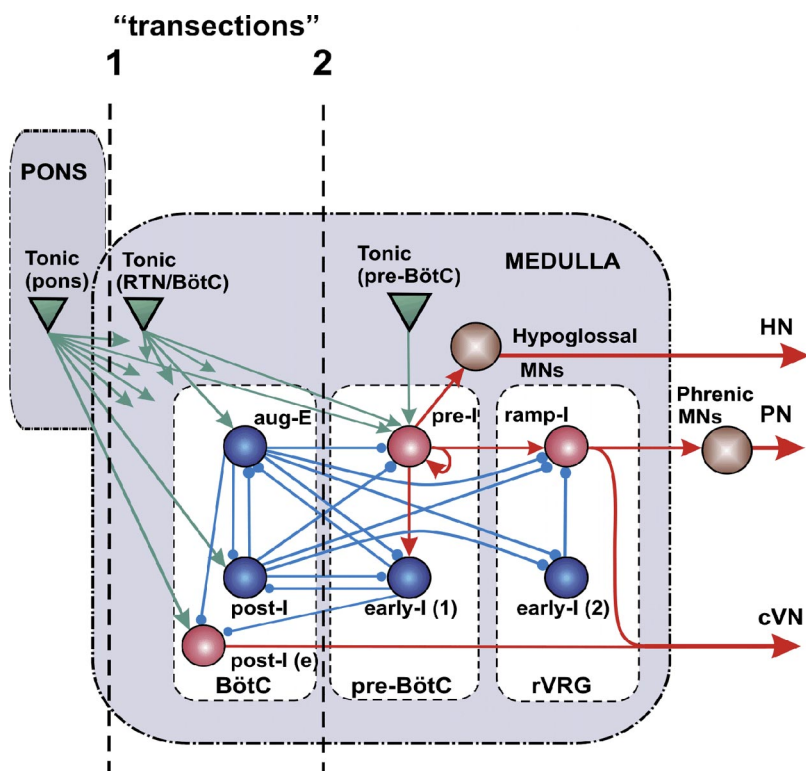 “transections”
1 2
PONS
Tonic
(pons)
Tonic
(RTN/BötC)
Tonic
(pre-BötC)
MEDULLA
Hypoglossal
MNs
HN
Phrenic
MNs
PN
aug-E
pre-I
ramp-I
post-I
early-I (1)
early-I (2)
cVN
post-I (e)
BötC
pre-BötC
rVRG